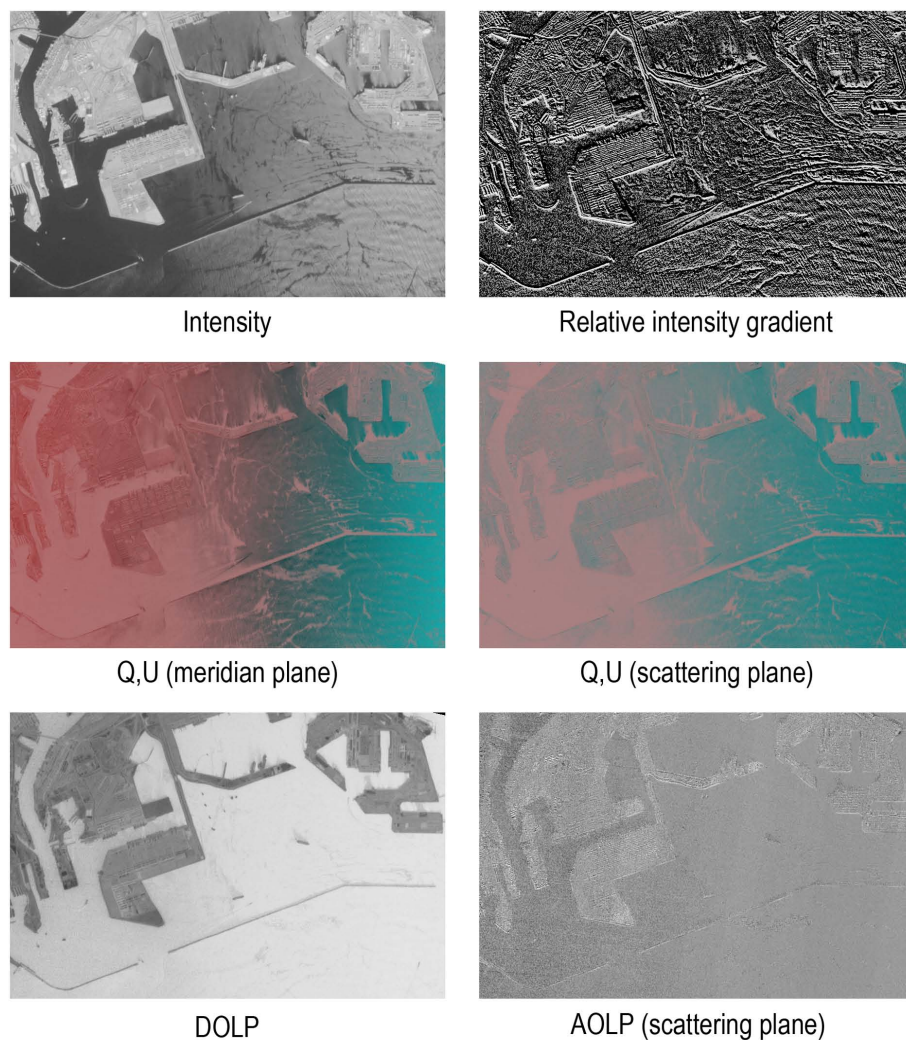 Intensity
Relative intensity gradient
Q,U (meridian plane)
Q,U (scattering plane)
DOLP
AOLP (scattering plane)